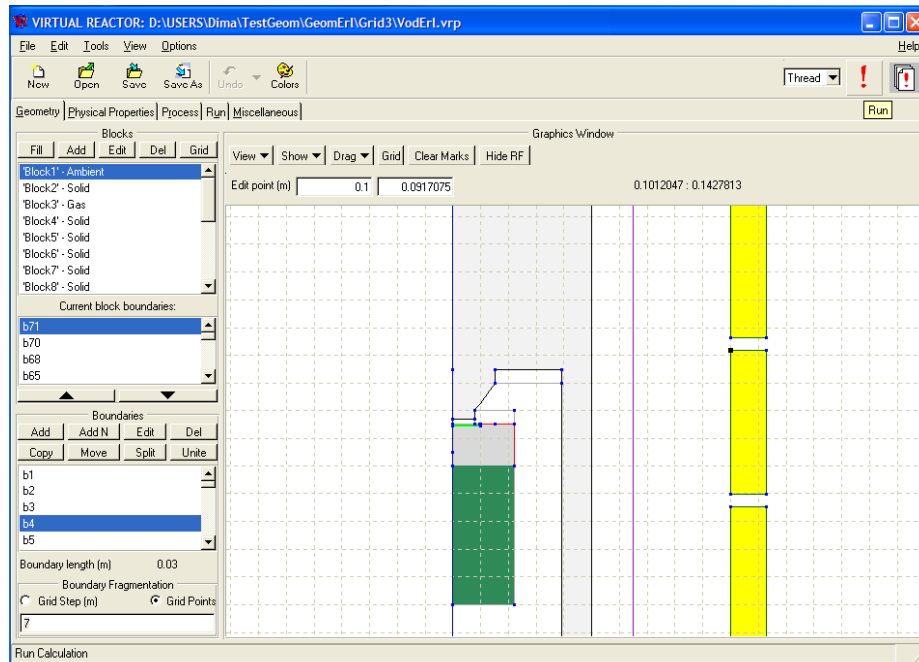 VIRTUAL REACTOR: D:\USERS\Dima\TestGeom\GeomErl\Grid3\VodErl.vrp
File Edit Tools View Options Help
New Open Save Save As Undo Colors Thread
Geometry Physical Properties Process Run Miscellaneous Run
Blocks Graphics Window
Fill Add Edit Del Grid View Show Drag Grid Clear Marks Hide RF
'Block1' - Ambient Edit point (m) 0.1 0.0917075 0.1012047 : 0.1427813
'Block2' - Solid
'Block3' - Gas
'Block4' - Solid
'Block5' - Solid
'Block6' - Solid
'Block7' - Solid
'Block8' - Solid
Current block boundaries:
b71
b70
b68
b65
Boundaries
Add Add N Edit Del
Copy Move Split Unite
b1
b2
b3
b4
b5
Boundary length (m) 0.03
Boundary Fragmentation
Grid Step (m) Grid Points
7
Run Calculation